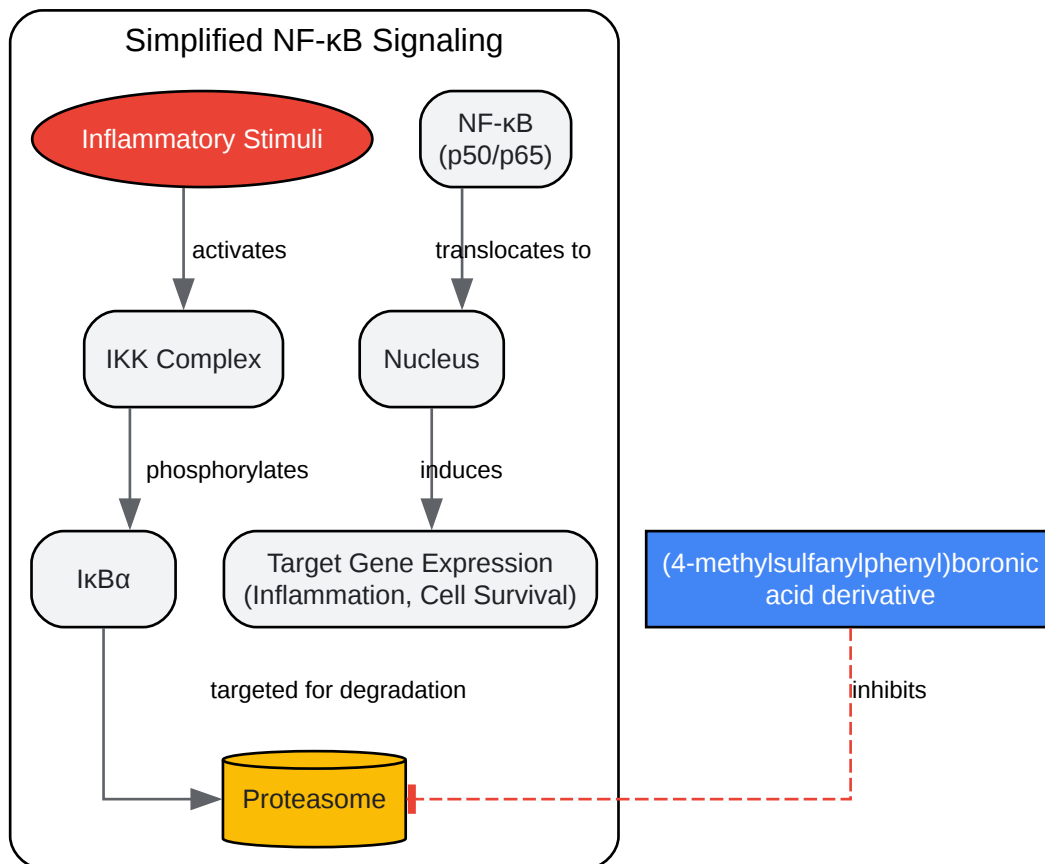 Simplified NF-κB Signaling
Inflammatory Stimuli
NF-κB
(p50/p65)
activates
translocates to
IKK Complex
Nucleus
phosphorylates
induces
IκBα
Target Gene Expression
(Inflammation, Cell Survival)
(4-methylsulfanylphenyl)boronic
acid derivative
targeted for degradation
inhibits
Proteasome